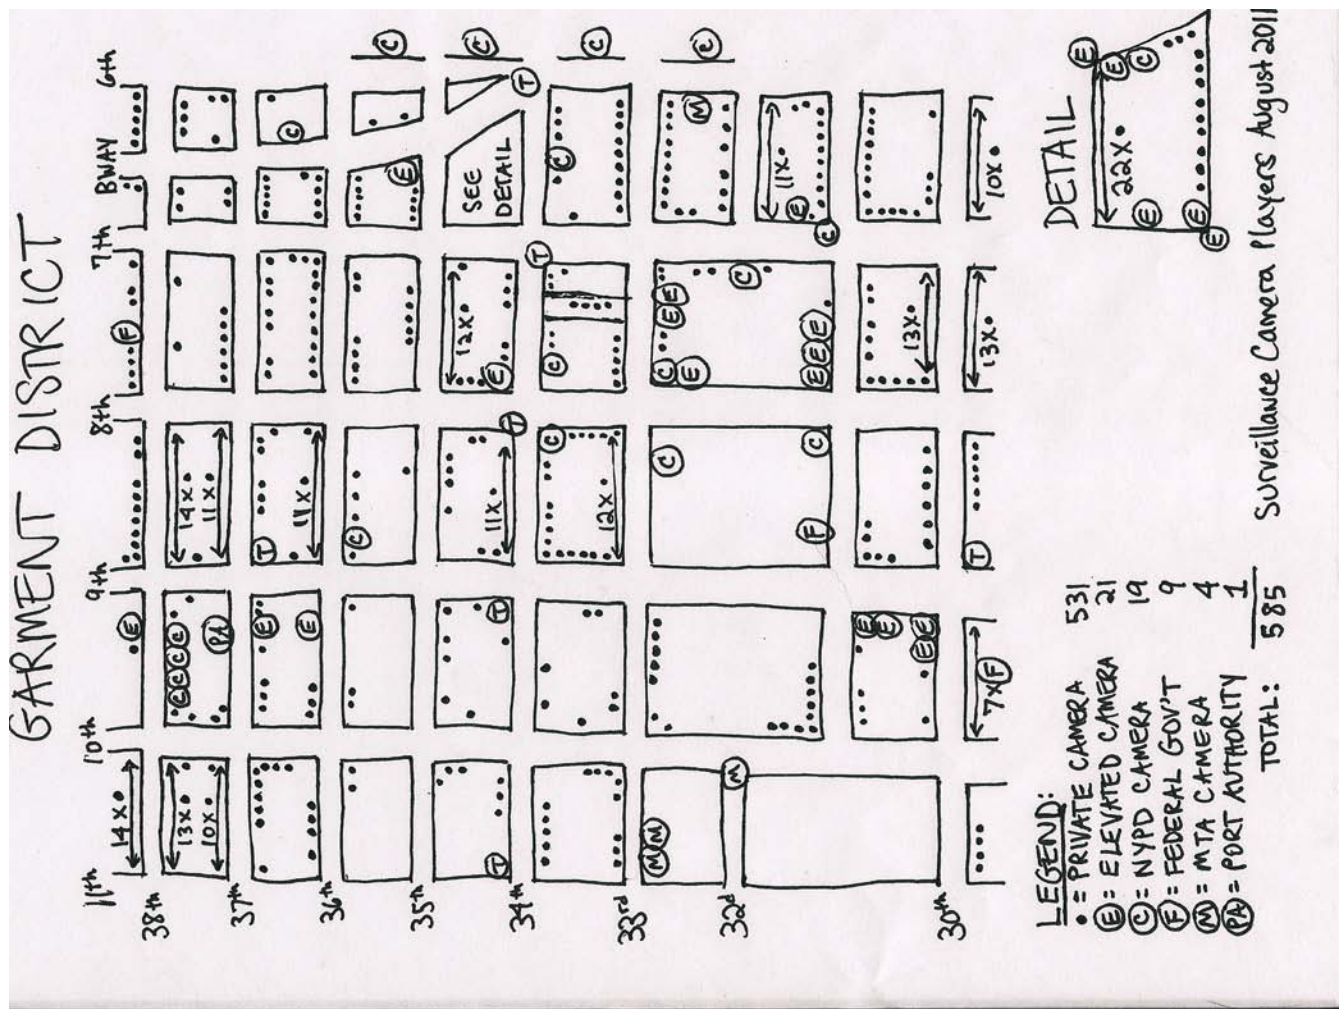 GARMENT DISTRICT
11th
10th
9th
8th
7th
BWAY
6th
38th
37th
36th
35th
34th
33rd
32d
30th
C
C
C
C
T
C
SEE
DETAIL
E
C
M
11X•
E
C
10X•
F
12X•
E
T
C
E E
C
C E
E E E
E E
13X•
13X•
14X•
11X•
T
11X•
C
T
11X•
C
12X•
C
C
F
T
E
C C C C
PA
E
E
T
E E
E C
7X F
14X•
13X•
10X•
T
M M
M
DETAIL
E
E C
22X•
E E
E
LEGEND:
• = PRIVATE CAMERA 531
E = ELEVATED CAMERA 21
C = NYPD CAMERA 19
F = FEDERAL GOV'T 9
M = MTA CAMERA 4
PA = PORT AUTHORITY 1
TOTAL: 585
Surveillance Camera Players August 2011